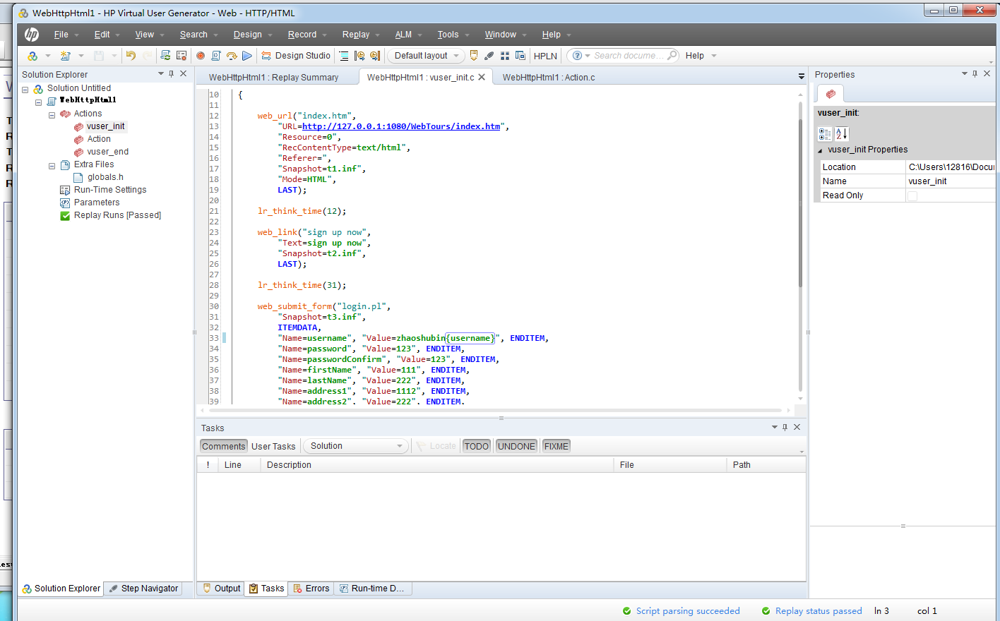 WebHttpHtml1 - HP Virtual User Generator - Web - HTTP/HTML
hp File Edit View Search Design Record Replay ALM Tools Window Help
Design Studio Default layout HPLN Search docume... Help
Solution Explorer
Solution Untitled
WebHttpHtml1
Actions
vuser_init
Action
vuser_end
Extra Files
globals.h
Run-Time Settings
Parameters
Replay Runs [Passed]
Solution Explorer Step Navigator
WebHttpHtml1 : Replay Summary WebHttpHtml1 : vuser_init.c WebHttpHtml1 : Action.c
10 {
11
12 web_url("index.htm",
13 "URL=http://127.0.0.1:1080/WebTours/index.htm",
14 "Resource=0",
15 "RecContentType=text/html",
16 "Referer=",
17 "Snapshot=t1.inf",
18 "Mode=HTML",
19 LAST);
20
21 lr_think_time(12);
22
23 web_link("sign up now",
24 "Text=sign up now",
25 "Snapshot=t2.inf",
26 LAST);
27
28 lr_think_time(31);
29
30 web_submit_form("login.pl",
31 "Snapshot=t3.inf",
32 ITEMDATA,
33 "Name=username", "Value=zhaoshubin{username}", ENDITEM,
34 "Name=password", "Value=123", ENDITEM,
35 "Name=passwordConfirm", "Value=123", ENDITEM,
36 "Name=firstName", "Value=111", ENDITEM,
37 "Name=lastName", "Value=222", ENDITEM,
38 "Name=address1", "Value=1112", ENDITEM,
39 "Name=address2", "Value=222", ENDITEM,
Tasks
Comments User Tasks Solution Locate TODO UNDONE FIXME
! Line Description File Path
Output Tasks Errors Run-time D...
Properties
vuser_init:
vuser_init Properties
Location C:\Users\12816\Docu
Name vuser_init
Read Only
Script parsing succeeded Replay status passed ln 3 col 1